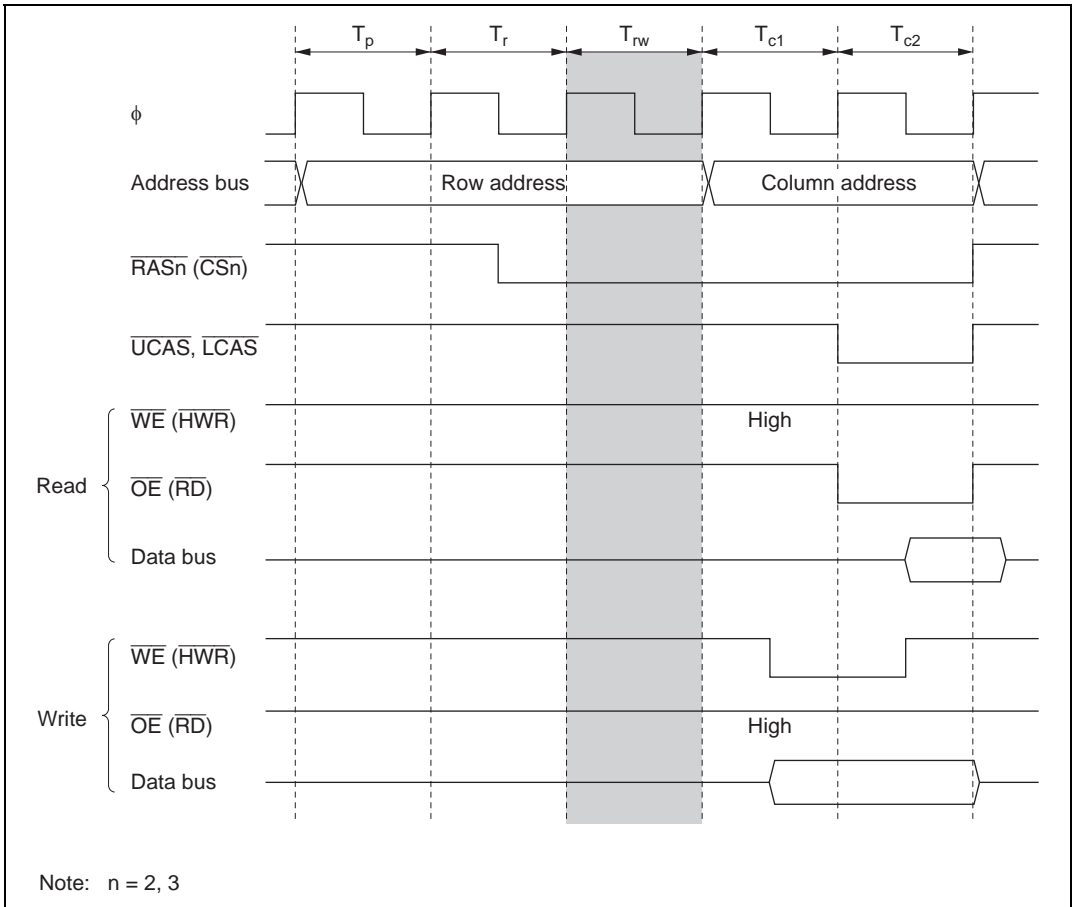 Tp Tr Trw Tc1 Tc2
φ
Address bus Row address Column address
RASn (CSn)
UCAS, LCAS
Read
WE (HWR) High
OE (RD)
Data bus
Write
WE (HWR)
OE (RD) High
Data bus
Note: n = 2, 3